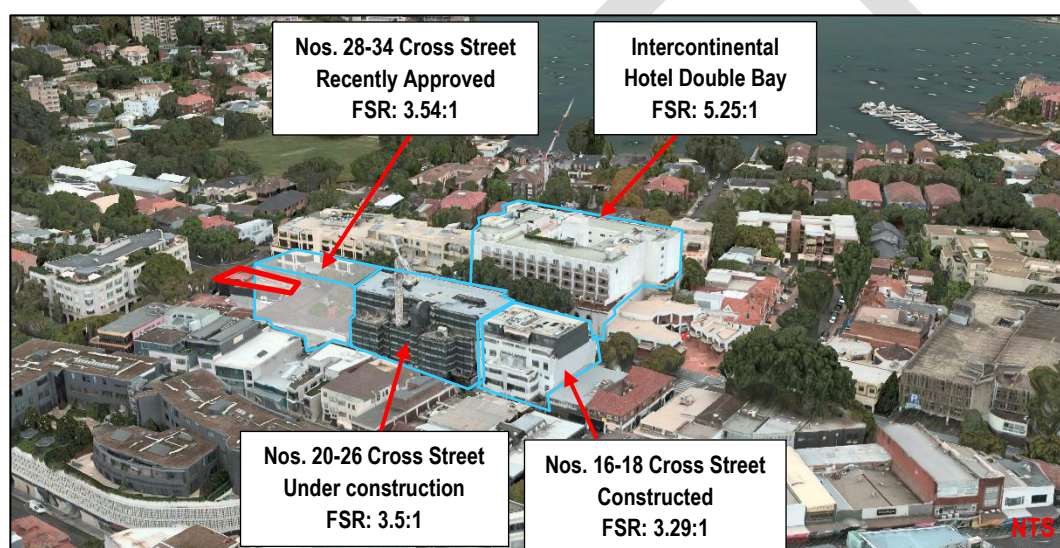 Nos. 28-34 Cross Street
Recently Approved
FSR: 3.54:1
Intercontinental
Hotel Double Bay
FSR: 5.25:1
Nos. 20-26 Cross Street
Under construction
FSR: 3.5:1
Nos. 16-18 Cross Street
Constructed
FSR: 3.29:1
NTS